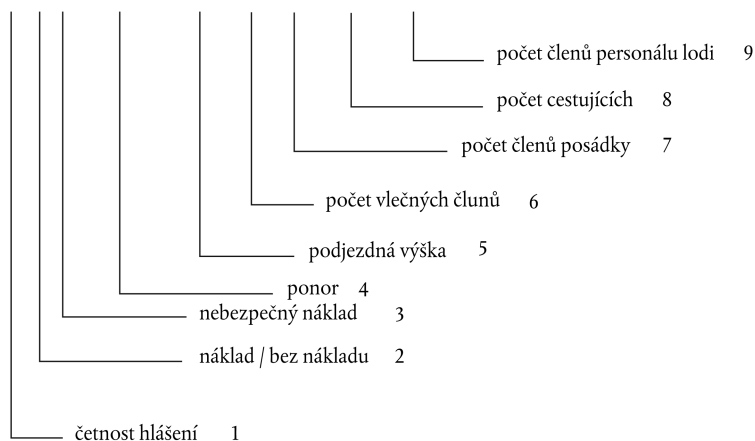 počet členů personálu lodi 9
počet cestujících 8
počet členů posádky 7
počet vlečných člunů 6
podjezdná výška 5
ponor 4
nebezpečný náklad 3
náklad / bez nákladu 2
četnost hlášení 1